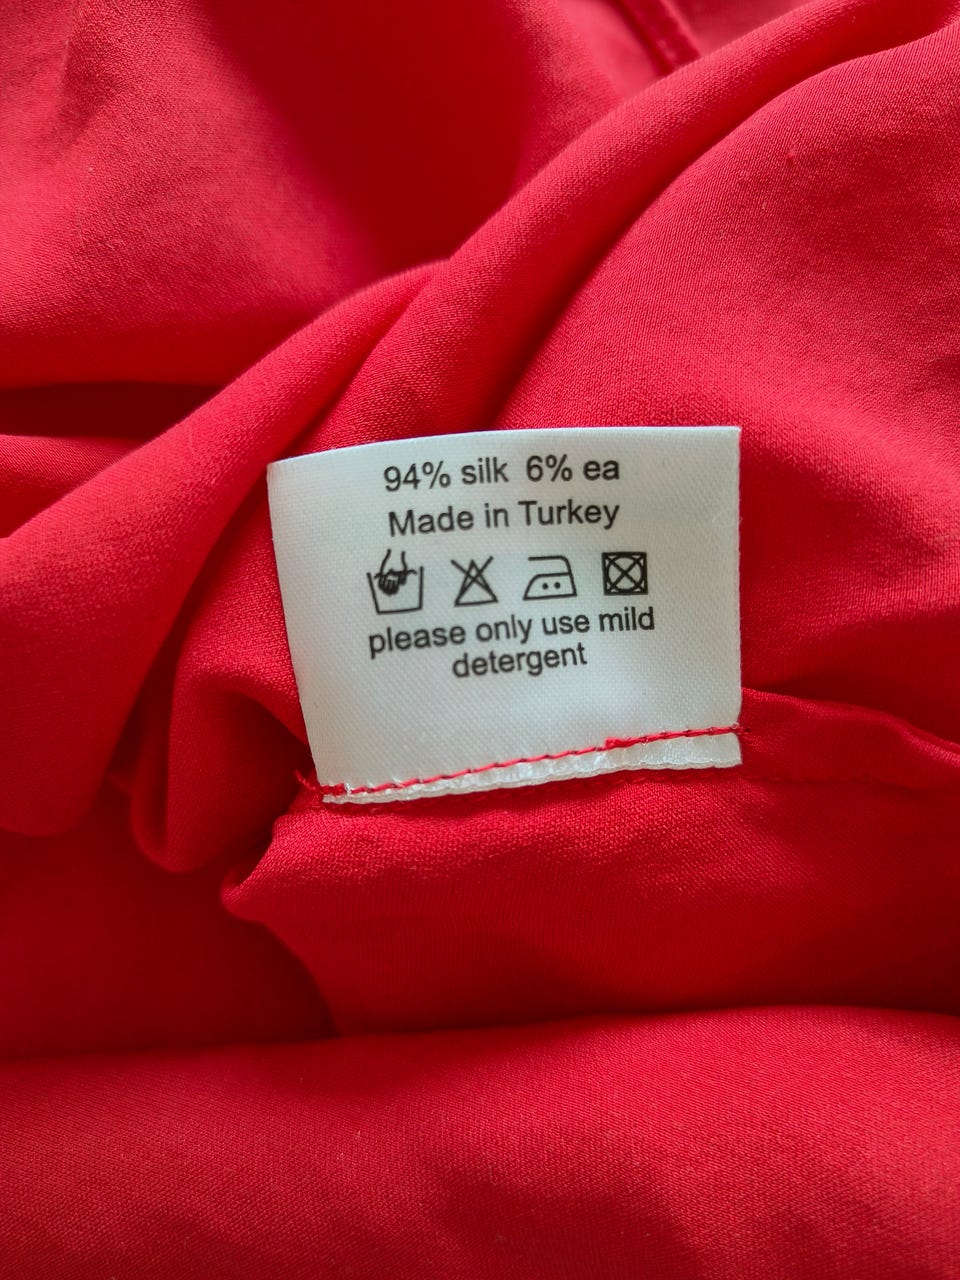 94% silk 6% ea
Made in Turkey
please only use mild
detergent